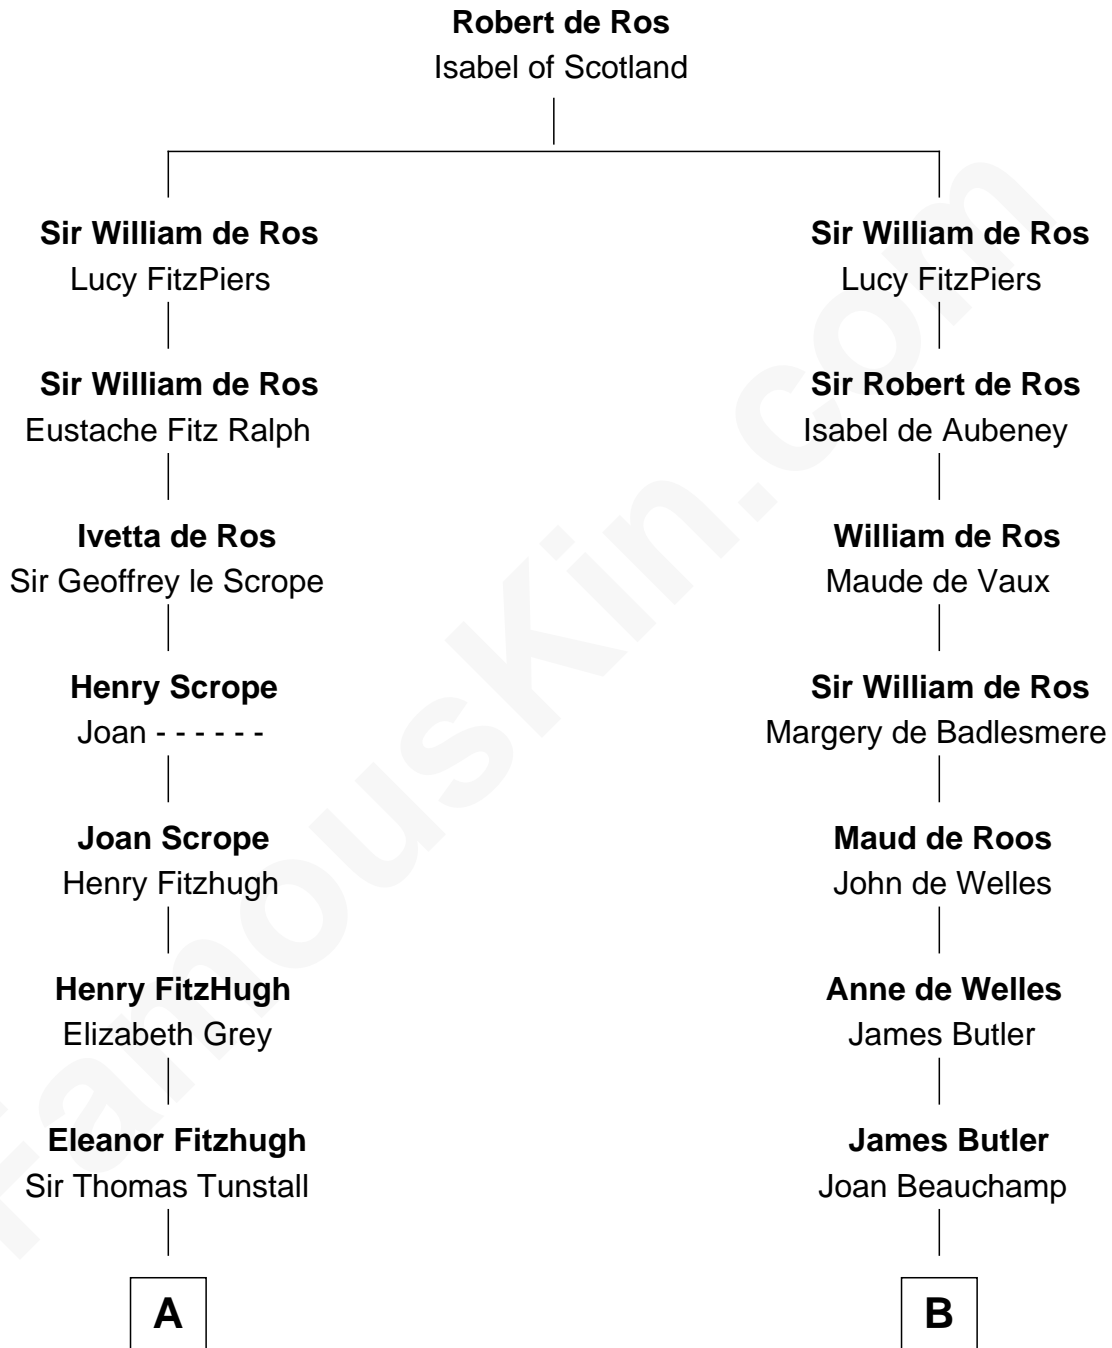 Robert de Ros
Isabel of Scotland
Sir William de Ros
Lucy FitzPiers
Sir William de Ros
Lucy FitzPiers
Sir William de Ros
Eustache Fitz Ralph
Sir Robert de Ros
Isabel de Aubeney
Ivetta de Ros
Sir Geoffrey le Scrope
William de Ros
Maude de Vaux
Henry Scrope
Joan - - - - - -
Sir William de Ros
Margery de Badlesmere
Joan Scrope
Henry Fitzhugh
Maud de Roos
John de Welles
Henry FitzHugh
Elizabeth Grey
Anne de Welles
James Butler
Eleanor Fitzhugh
Sir Thomas Tunstall
James Butler
Joan Beauchamp
A
B
FamousKin.com